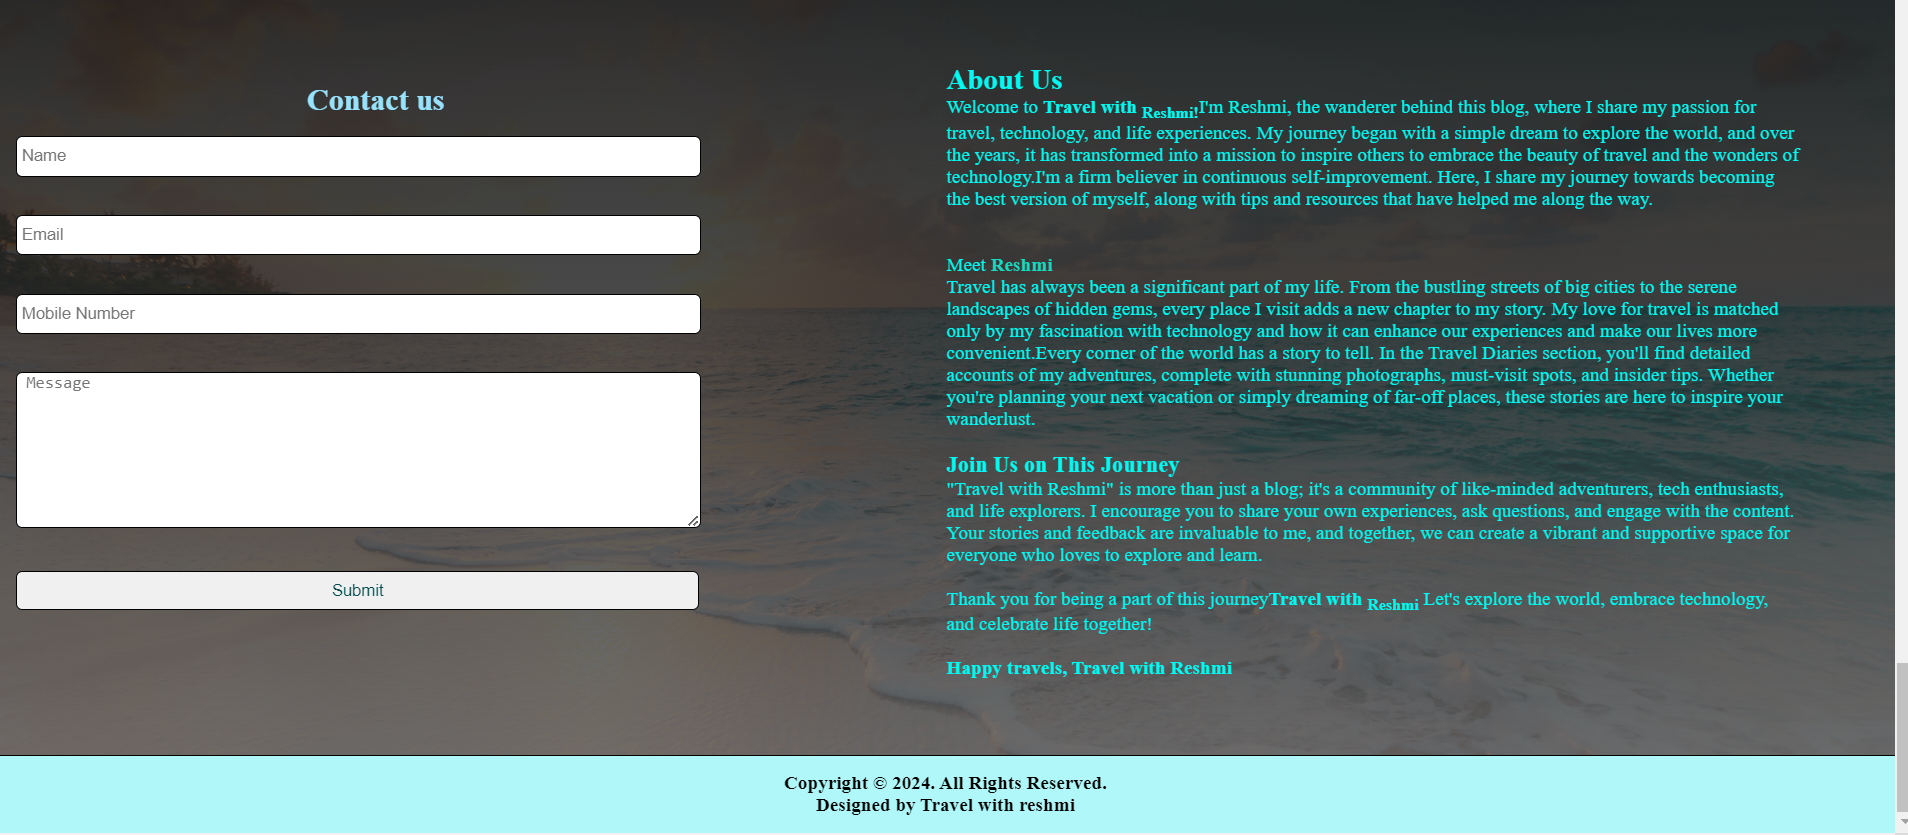 Contact us
Name
Email
Mobile Number
Message
Submit
About Us
Welcome to Travel with Reshmi!I'm Reshmi, the wanderer behind this blog, where I share my passion for
travel, technology, and life experiences. My journey began with a simple dream to explore the world, and over
the years, it has transformed into a mission to inspire others to embrace the beauty of travel and the wonders of
technology.I'm a firm believer in continuous self-improvement. Here, I share my journey towards becoming
the best version of myself, along with tips and resources that have helped me along the way.
Meet Reshmi
Travel has always been a significant part of my life. From the bustling streets of big cities to the serene
landscapes of hidden gems, every place I visit adds a new chapter to my story. My love for travel is matched
only by my fascination with technology and how it can enhance our experiences and make our lives more
convenient.Every corner of the world has a story to tell. In the Travel Diaries section, you'll find detailed
accounts of my adventures, complete with stunning photographs, must-visit spots, and insider tips. Whether
you're planning your next vacation or simply dreaming of far-off places, these stories are here to inspire your
wanderlust.
Join Us on This Journey
"Travel with Reshmi" is more than just a blog; it's a community of like-minded adventurers, tech enthusiasts,
and life explorers. I encourage you to share your own experiences, ask questions, and engage with the content.
Your stories and feedback are invaluable to me, and together, we can create a vibrant and supportive space for
everyone who loves to explore and learn.
Thank you for being a part of this journeyTravel with Reshmi Let's explore the world, embrace technology,
and celebrate life together!
Happy travels, Travel with Reshmi
Copyright © 2024. All Rights Reserved.
Designed by Travel with reshmi